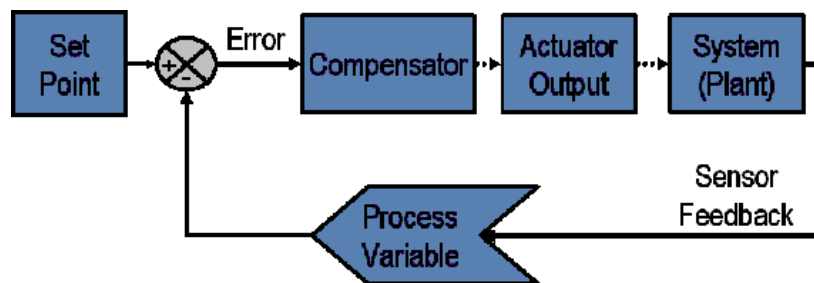 Set
Point
Error
+
-
Compensator
Actuator
Output
System
(Plant)
Sensor
Feedback
Process
Variable